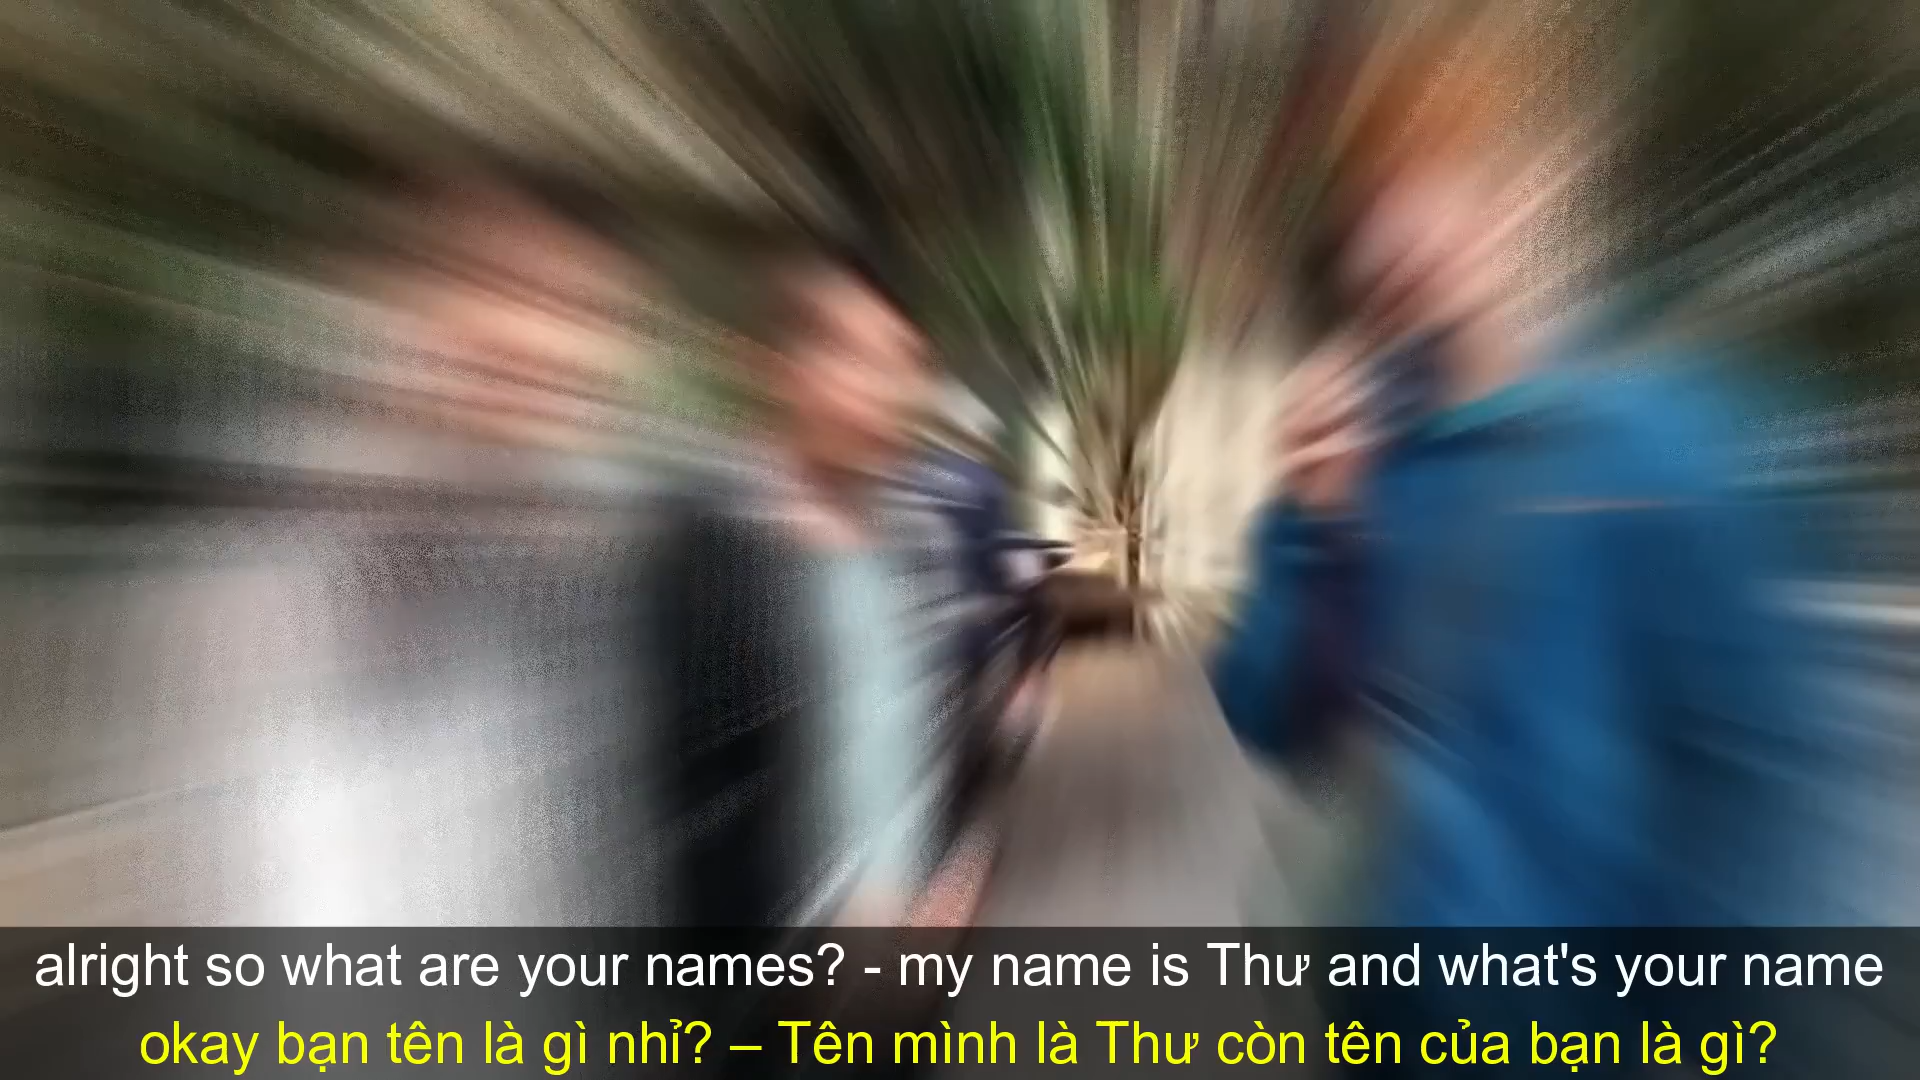 alright so what are your names? - my name is Thư and what's your name
okay bạn tên là gì nhỉ? – Tên mình là Thư còn tên của bạn là gì?